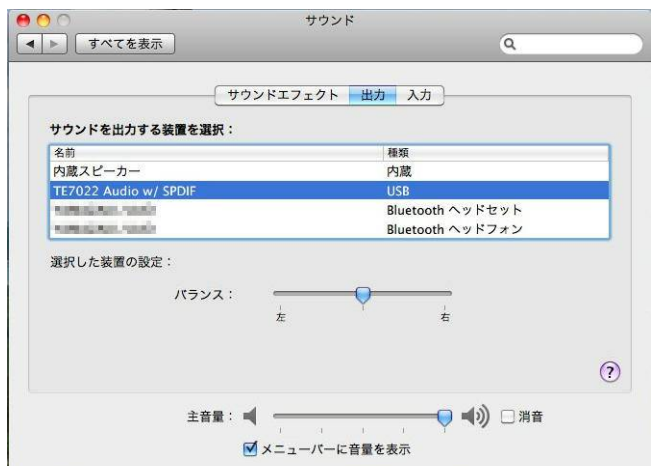 サウンド
すべてを表示
サウンドエフェクト 出力 入力
サウンドを出力する装置を選択：
名前 種類
内蔵スピーカー 内蔵
TE7022 Audio w/ SPDIF USB
Bluetooth ヘッドセット
Bluetooth ヘッドフォン
選択した装置の設定：
バランス：
左 右
?
主音量： 消音
メニューバーに音量を表示